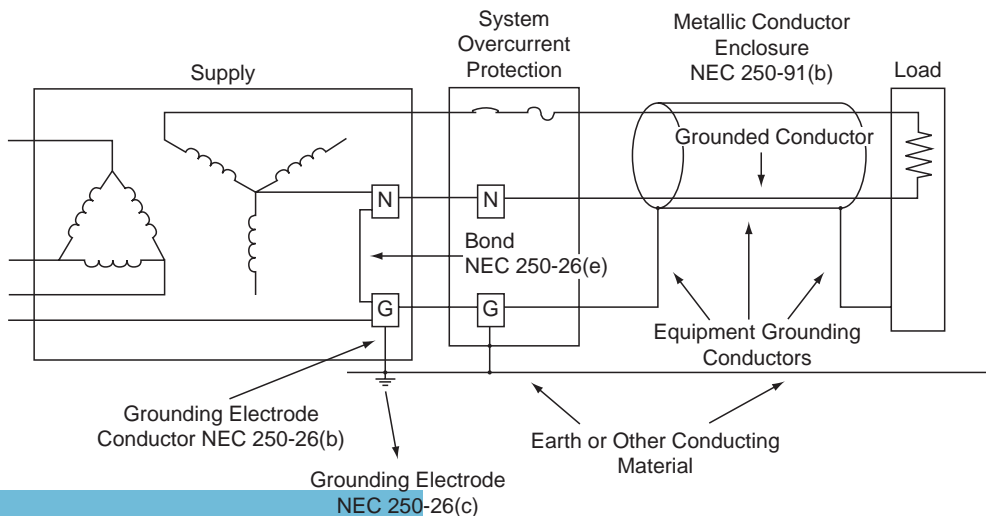 System
Overcurrent
Protection
Metallic Conductor
Enclosure
NEC 250-91(b)
Supply
Load
Grounded Conductor
N
N
Bond
NEC 250-26(e)
G
G
Equipment Grounding
Conductors
Grounding Electrode
Conductor NEC 250-26(b)
Earth or Other Conducting
Material
Grounding Electrode
NEC 250-26(c)